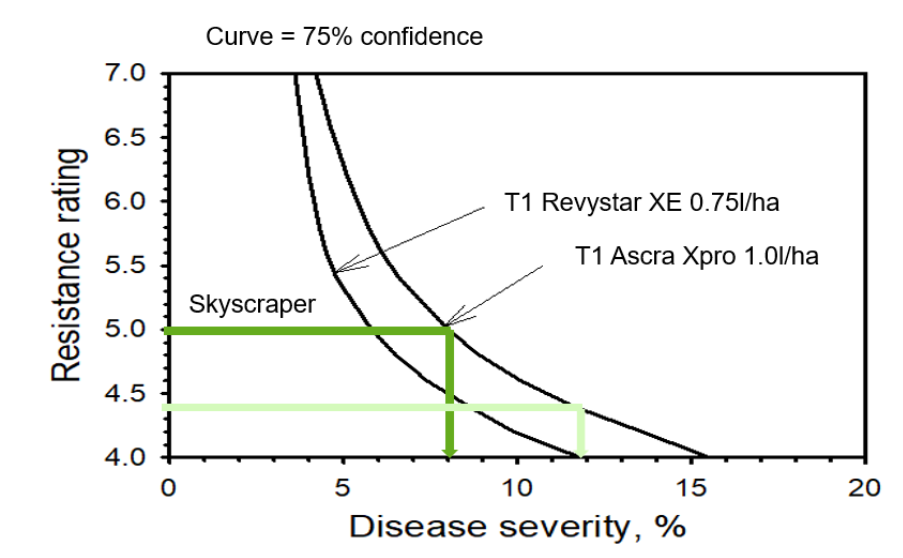 Curve = 75% confidence
7.0
6.5
6.0
5.5
5.0
4.5
4.0
Resistance rating
T1 Revystar XE 0.75l/ha
T1 Ascra Xpro 1.0l/ha
Skyscraper
0
5
10
15
20
Disease severity, %